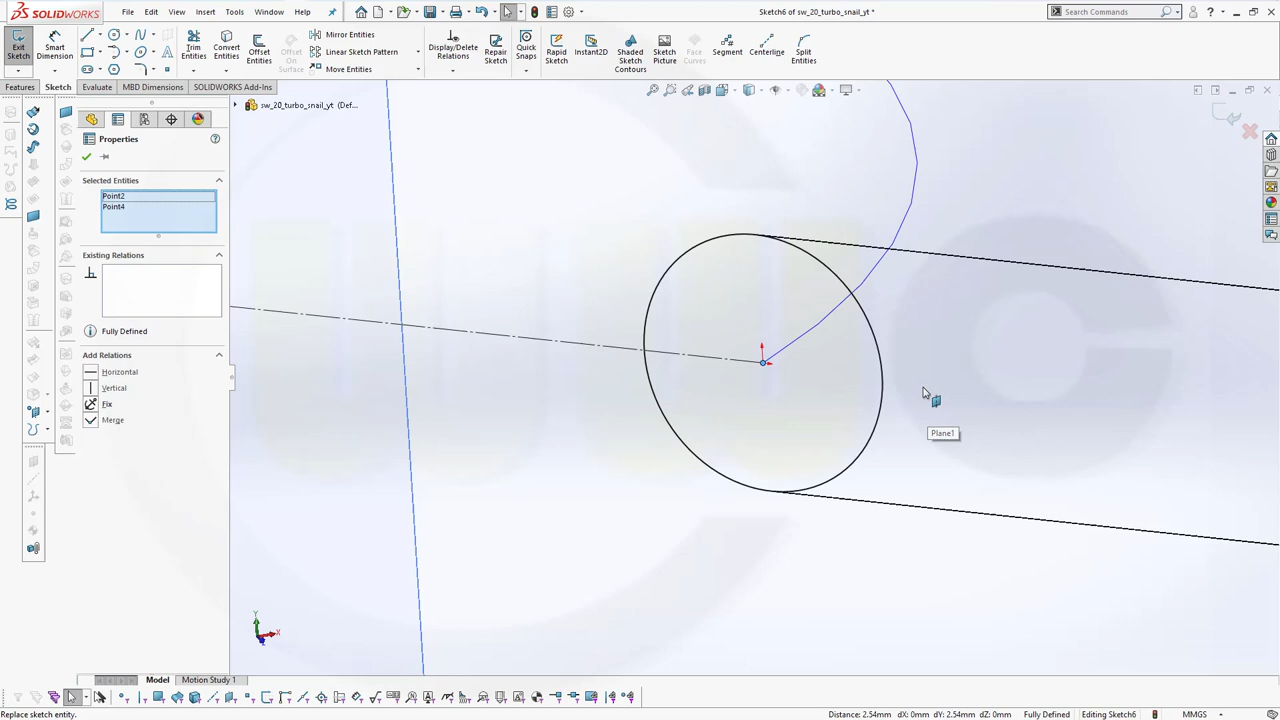 SOLIDWORKS
File
Edit
View
Insert
Tools
Window
Sketch6 of sw_20_turbo_snail_yt *
Search Commands
Exit Sketch
Smart Dimension
Trim Entities
Convert Entities
Offset Entities
Offset On Surface
Mirror Entities
Linear Sketch Pattern
Move Entities
Display/Delete Relations
Repair Sketch
Quick Snaps
Rapid Sketch
Instant2D
Shaded Sketch Contours
Sketch Picture
Face Curves
Segment
Centerline
Split Entities
Features
Sketch
Evaluate
MBD Dimensions
SOLIDWORKS Add-Ins
sw_20_turbo_snail_yt (Def...
Properties
Selected Entities
Point2
Point4
Existing Relations
Fully Defined
Add Relations
Horizontal
Vertical
Fix
Merge
Plane1
Y
X
Model
Motion Study 1
Replace sketch entity.
Distance: 2.54mm dX: 0mm dY: 2.54mm dZ: 0mm
Fully Defined
Editing Sketch6
MMGS